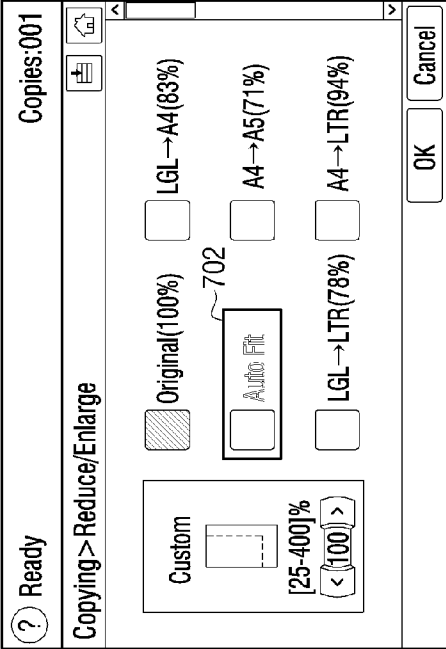 ? Ready Copies:001
Copying>Reduce/Enlarge
Custom
[25-400]%
< 100 >
Original(100%) LGL→A4(83%)
702
Auto Fit A4→A5(71%)
LGL→LTR(78%) A4→LTR(94%)
OK Cancel